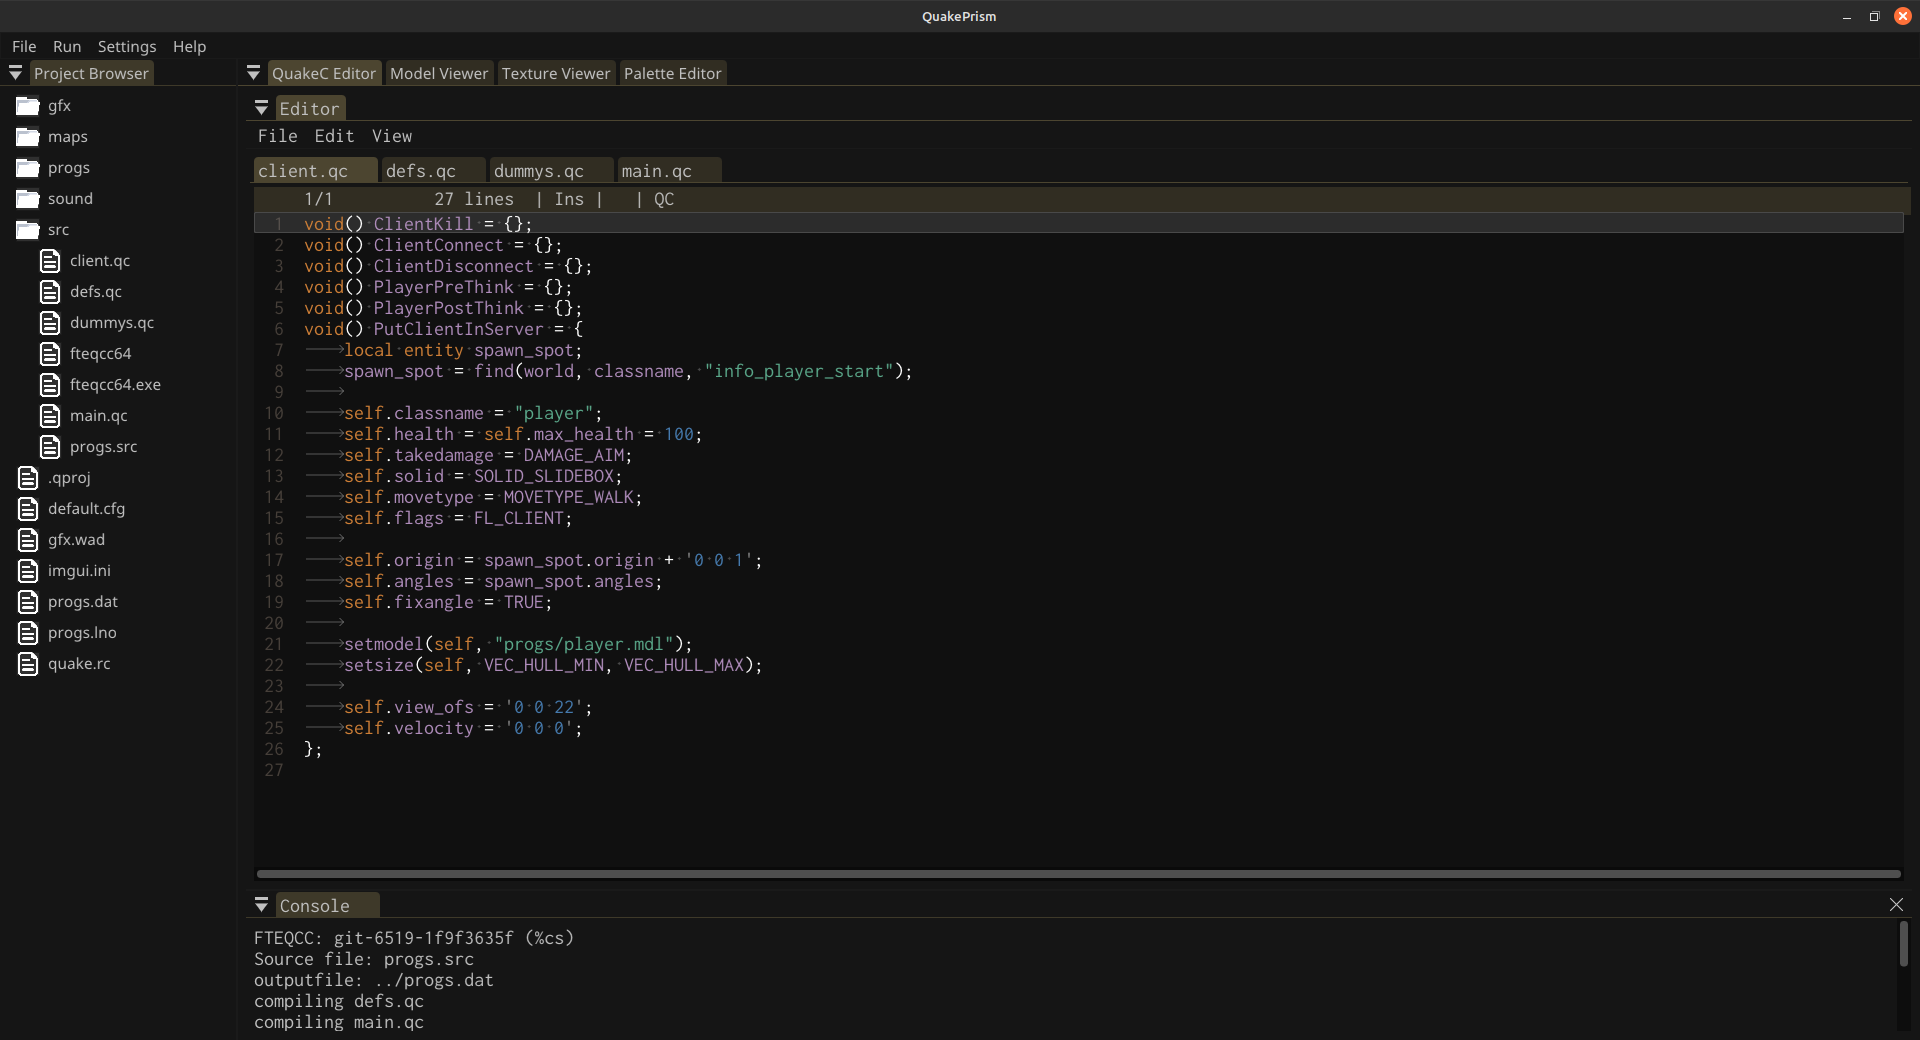 QuakePrism
File Run Settings Help
Project Browser
gfx
maps
progs
sound
src
client.qc
defs.qc
dummys.qc
fteqcc64
fteqcc64.exe
main.qc
progs.src
.qproj
default.cfg
gfx.wad
imgui.ini
progs.dat
progs.lno
quake.rc
QuakeC Editor Model Viewer Texture Viewer Palette Editor
Editor
File Edit View
client.qc defs.qc dummys.qc main.qc
1/1 27 lines | Ins | | QC
1 void() ClientKill = {};
2 void() ClientConnect = {};
3 void() ClientDisconnect = {};
4 void() PlayerPreThink = {};
5 void() PlayerPostThink = {};
6 void() PutClientInServer = {
7 local entity spawn_spot;
8 spawn_spot = find(world, classname, "info_player_start");
9
10 self.classname = "player";
11 self.health = self.max_health = 100;
12 self.takedamage = DAMAGE_AIM;
13 self.solid = SOLID_SLIDEBOX;
14 self.movetype = MOVETYPE_WALK;
15 self.flags = FL_CLIENT;
16
17 self.origin = spawn_spot.origin + '0 0 1';
18 self.angles = spawn_spot.angles;
19 self.fixangle = TRUE;
20
21 setmodel(self, "progs/player.mdl");
22 setsize(self, VEC_HULL_MIN, VEC_HULL_MAX);
23
24 self.view_ofs = '0 0 22';
25 self.velocity = '0 0 0';
26 };
27
Console
FTEQCC: git-6519-1f9f3635f (%cs)
Source file: progs.src
outputfile: ../progs.dat
compiling defs.qc
compiling main.qc